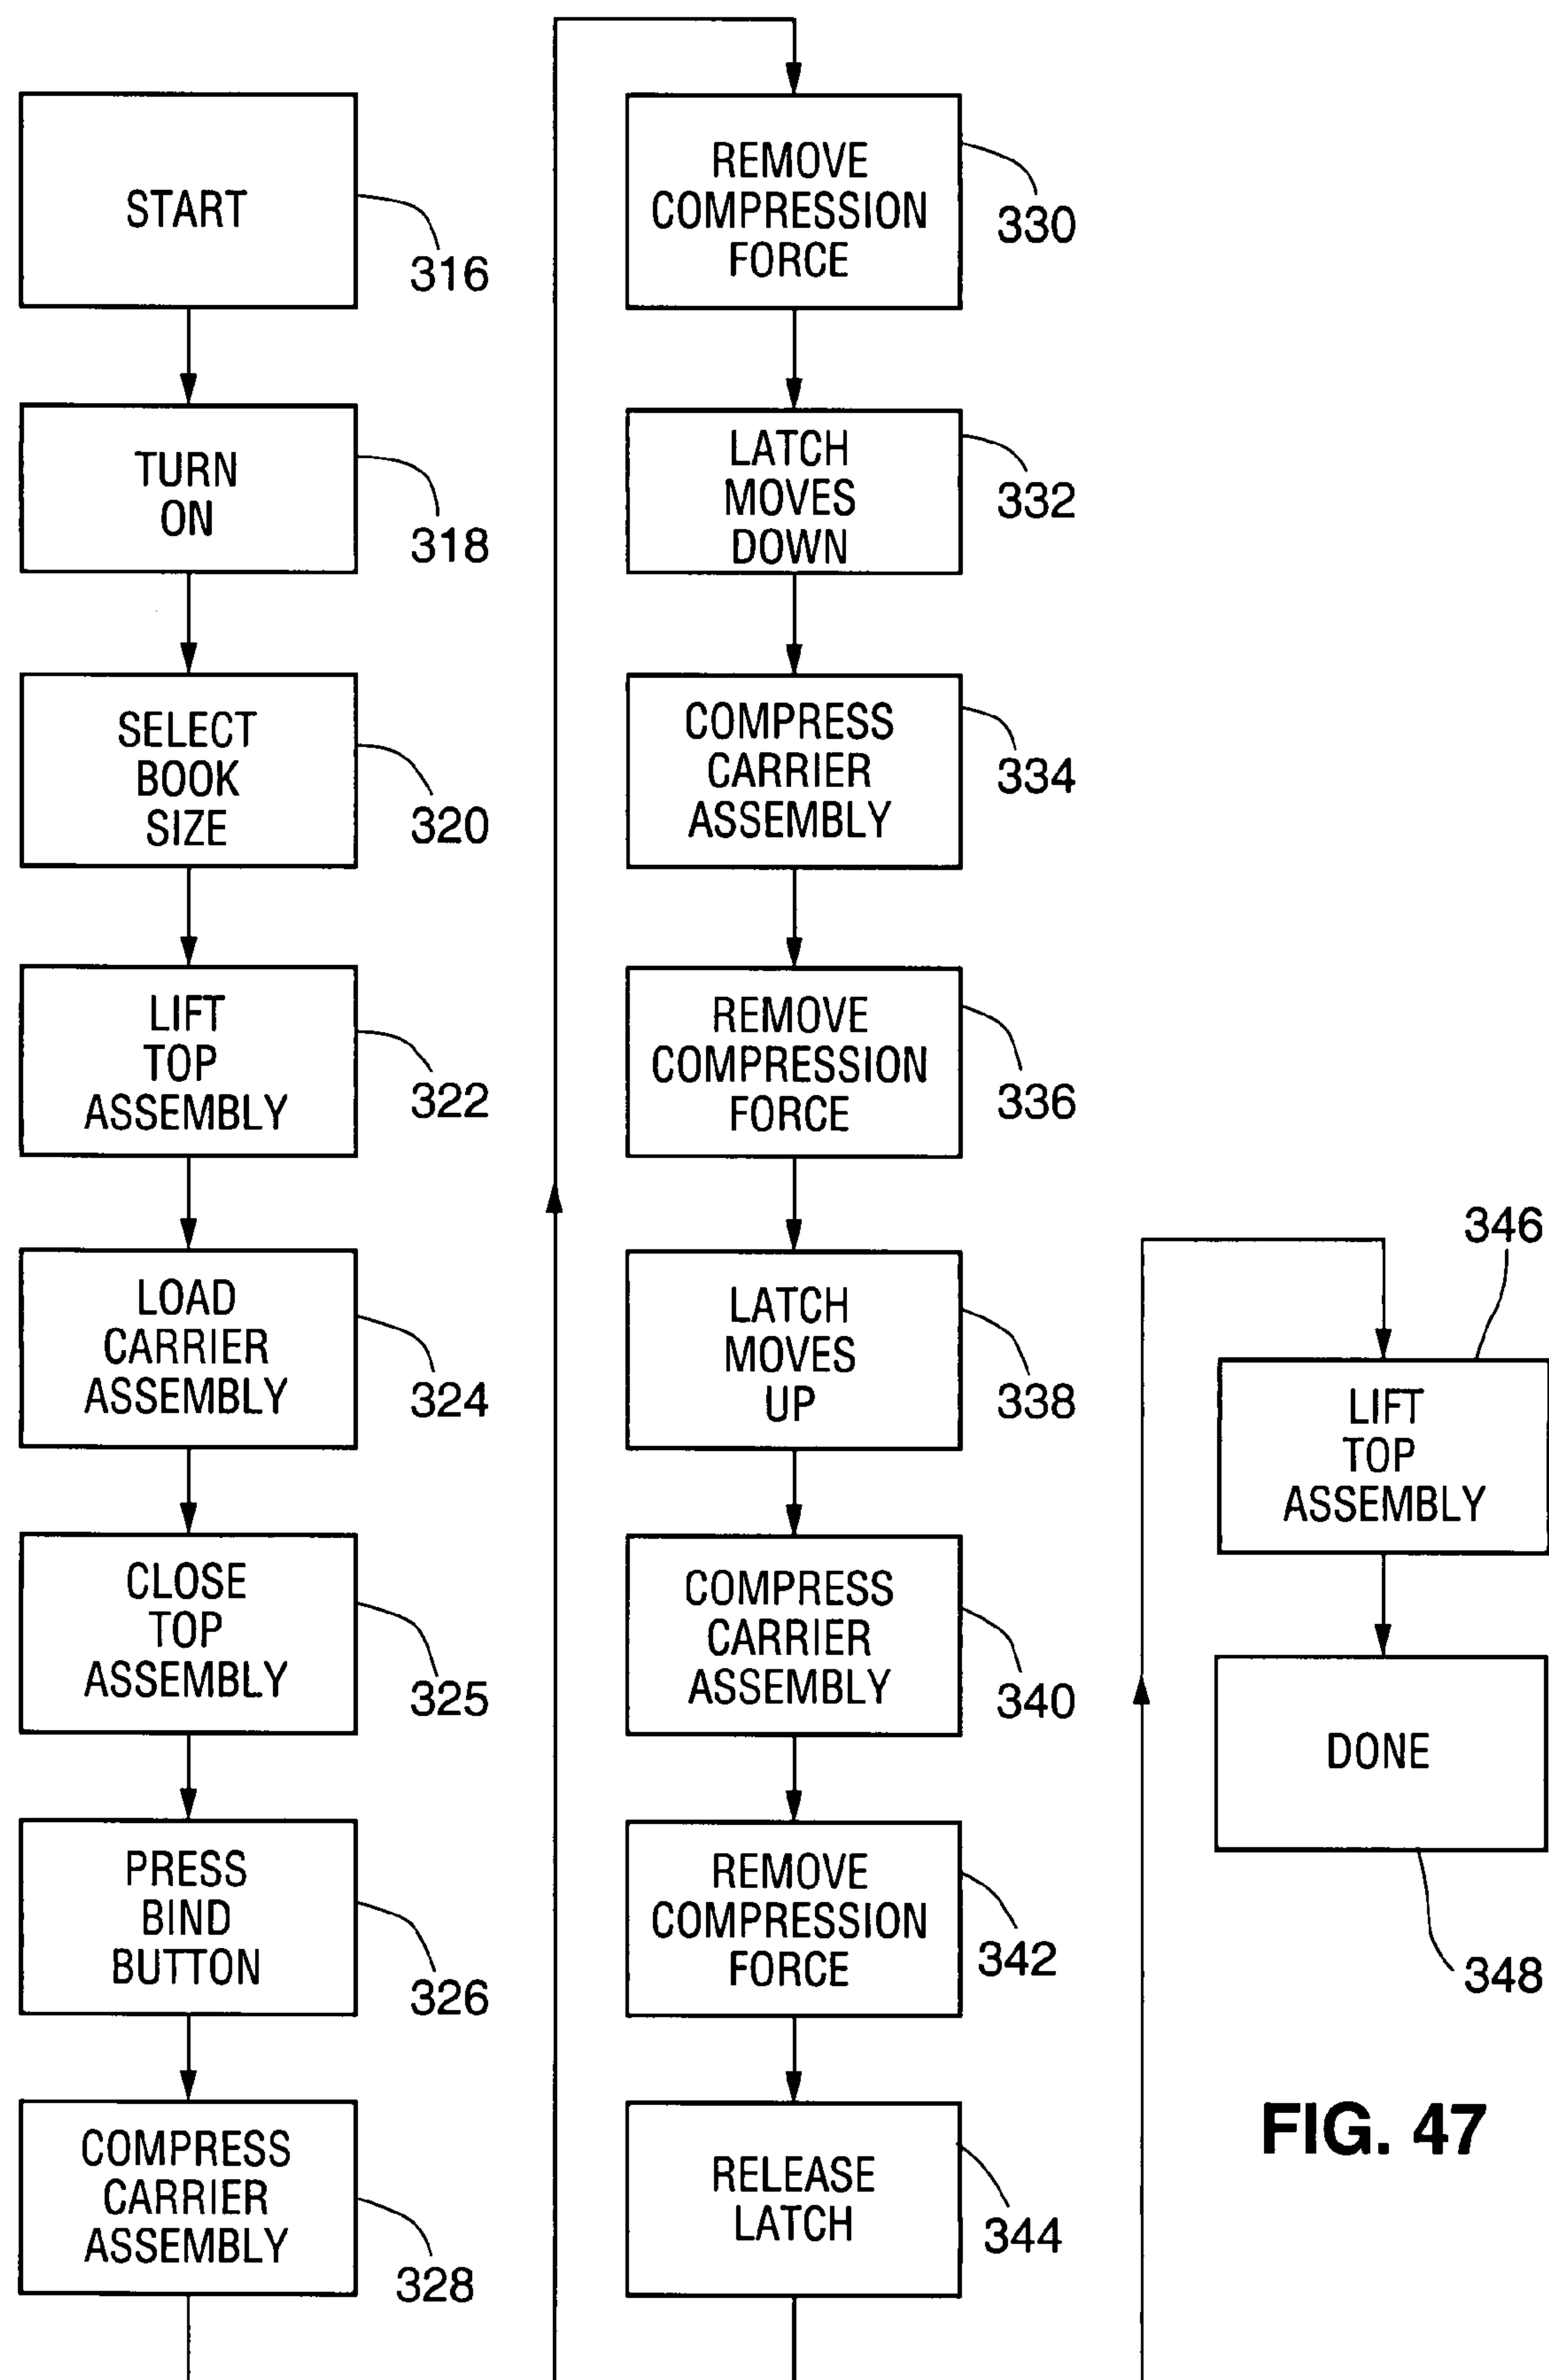 START
316
TURN
ON
318
SELECT
BOOK
SIZE
320
LIFT
TOP
ASSEMBLY
322
LOAD
CARRIER
ASSEMBLY
324
CLOSE
TOP
ASSEMBLY
325
PRESS
BIND
BUTTON
326
COMPRESS
CARRIER
ASSEMBLY
328
REMOVE
COMPRESSION
FORCE
330
LATCH
MOVES
DOWN
332
COMPRESS
CARRIER
ASSEMBLY
334
REMOVE
COMPRESSION
FORCE
336
LATCH
MOVES
UP
338
COMPRESS
CARRIER
ASSEMBLY
340
REMOVE
COMPRESSION
FORCE
342
RELEASE
LATCH
344
346
LIFT
TOP
ASSEMBLY
DONE
348
FIG. 47